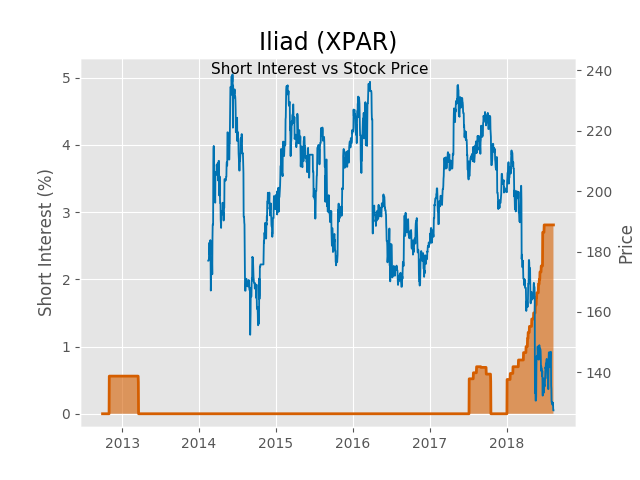 Iliad (XPAR)
Short Interest vs Stock Price
Short Interest (%)
5
4
3
2
1
0
240
220
200
180
160
140
Price
2013 2014 2015 2016 2017 2018